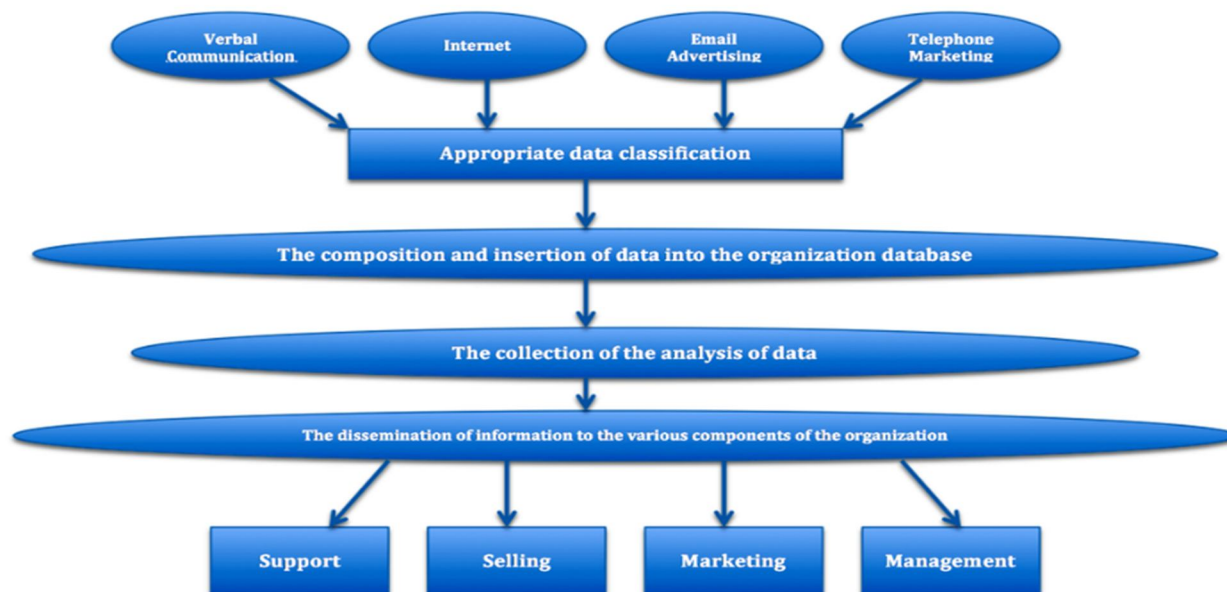 Verbal
Communication
Internet
Email
Advertising
Telephone
Marketing
Appropriate data classification
The composition and insertion of data into the organization database
The collection of the analysis of data
The dissemination of information to the various components of the organization
Support
Selling
Marketing
Management